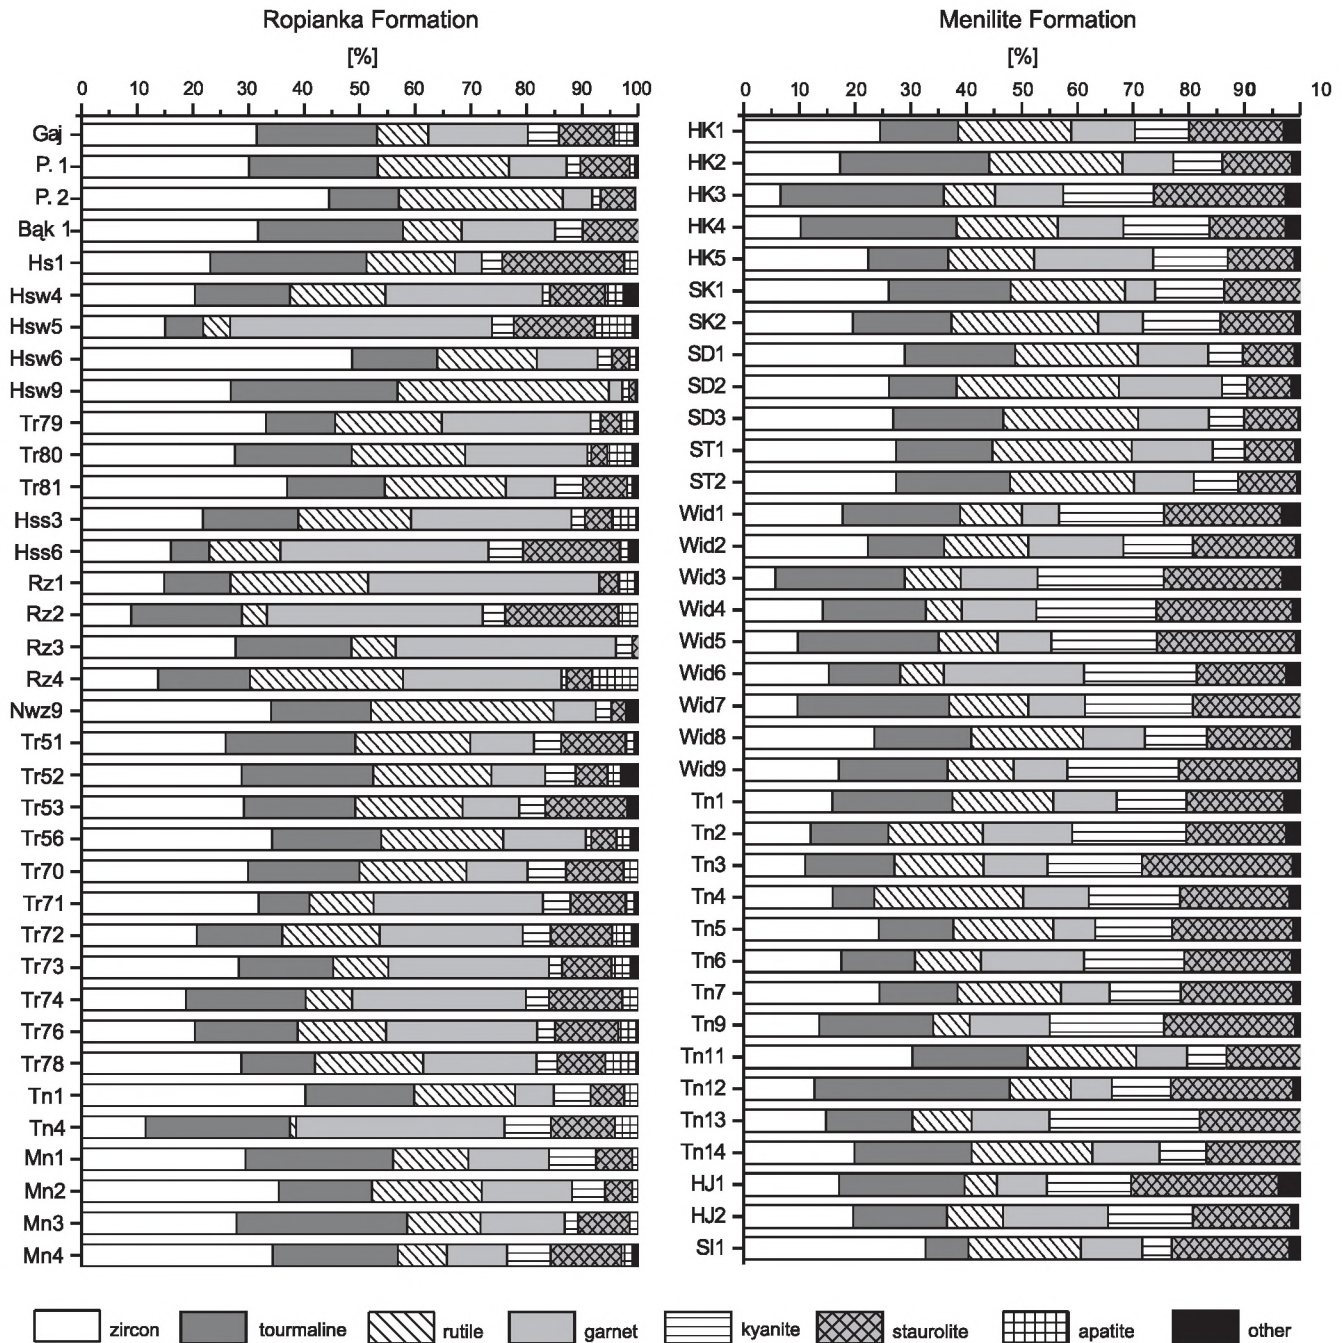 Ropianka Formation
[%]
0 10 20 30 40 50 60 70 80 90 100
Gaj
P. 1
P. 2
Bąk 1
Hs1
Hsw4
Hsw5
Hsw6
Hsw9
Tr79
Tr80
Tr81
Hss3
Hss6
Rz1
Rz2
Rz3
Rz4
Nwz9
Tr51
Tr52
Tr53
Tr56
Tr70
Tr71
Tr72
Tr73
Tr74
Tr76
Tr78
Tn1
Tn4
Mn1
Mn2
Mn3
Mn4
Menilite Formation
[%]
0 10 20 30 40 50 60 70 80 90 0 10
HK1
HK2
HK3
HK4
HK5
SK1
SK2
SD1
SD2
SD3
ST1
ST2
Wid1
Wid2
Wid3
Wid4
Wid5
Wid6
Wid7
Wid8
Wid9
Tn1
Tn2
Tn3
Tn4
Tn5
Tn6
Tn7
Tn9
Tn11
Tn12
Tn13
Tn14
HJ1
HJ2
SI1
zircon tourmaline rutile garnet kyanite staurolite apatite other